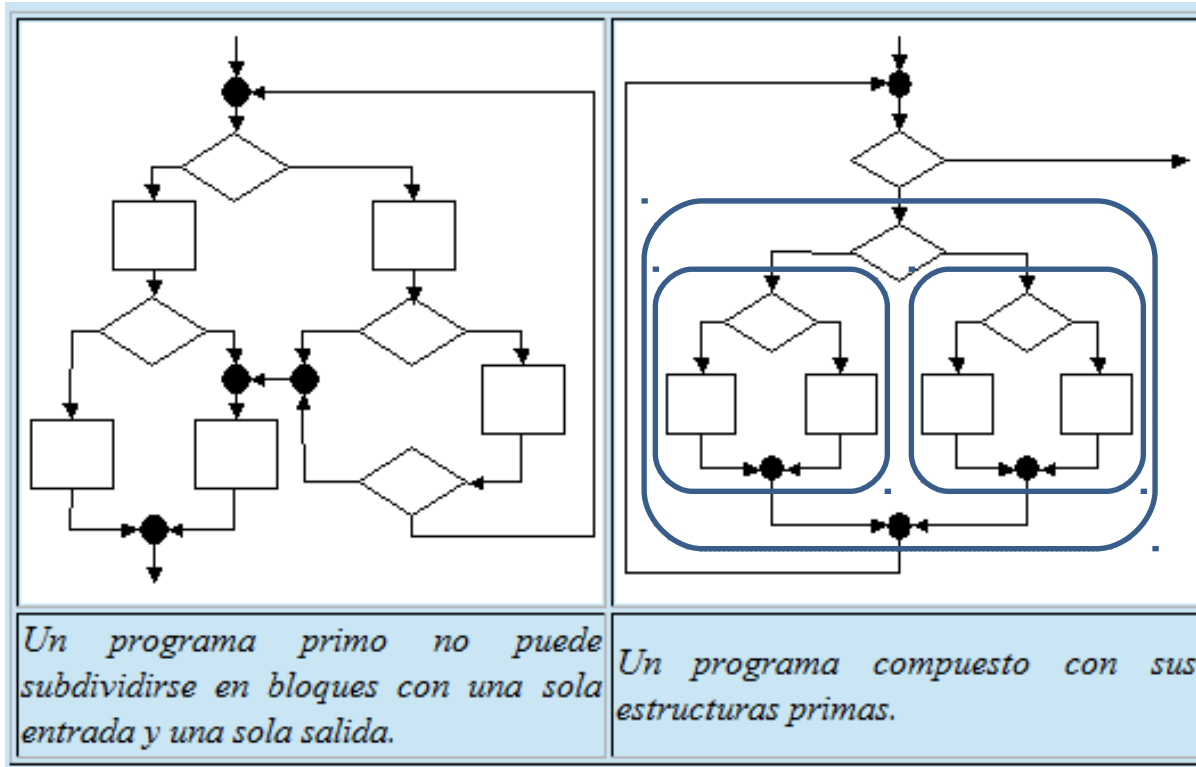 Un programa primo no puede
subdividirse en bloques con una sola
entrada y una sola salida.
Un programa compuesto con sus
estructuras primas.